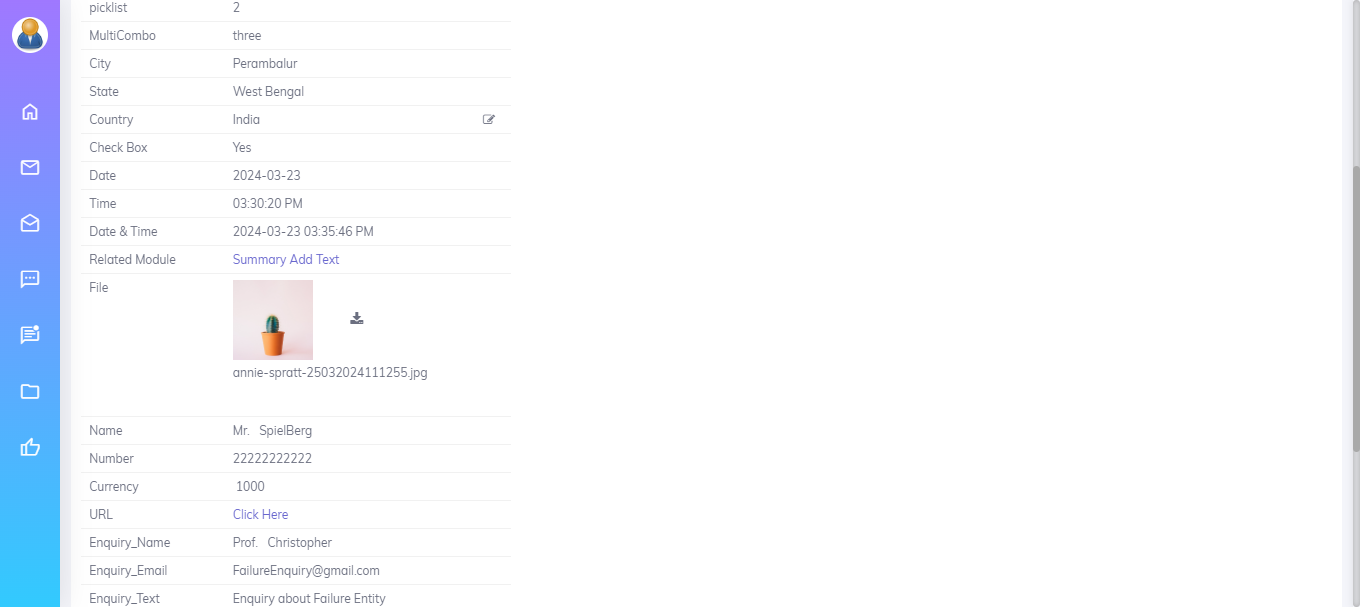 picklist 2
MultiCombo three
City Perambalur
State West Bengal
Country India
Check Box Yes
Date 2024-03-23
Time 03:30:20 PM
Date & Time 2024-03-23 03:35:46 PM
Related Module Summary Add Text
File
annie-spratt-25032024111255.jpg
Name Mr. SpielBerg
Number 22222222222
Currency 1000
URL Click Here
Enquiry_Name Prof. Christopher
Enquiry_Email FailureEnquiry@gmail.com
Enquiry_Text Enquiry about Failure Entity